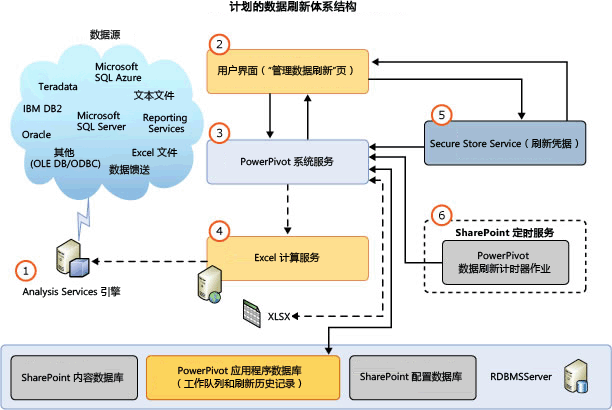 计划的数据刷新体系结构
数据源
Microsoft
SQL Azure
Teradata
文本文件
IBM DB2
Microsoft
SQL Server
Reporting
Services
Oracle
其他
(OLE DB/ODBC)
Excel 文件
数据馈送
1
Analysis Services 引擎
2
用户界面（“管理数据刷新”页）
3
PowerPivot 系统服务
4
Excel 计算服务
XLSX
5
Secure Store Service（刷新凭据）
6
SharePoint 定时服务
PowerPivot
数据刷新计时器作业
SharePoint 内容数据库
PowerPivot 应用程序数据库
（工作队列和刷新历史记录）
SharePoint 配置数据库
RDBMSServer